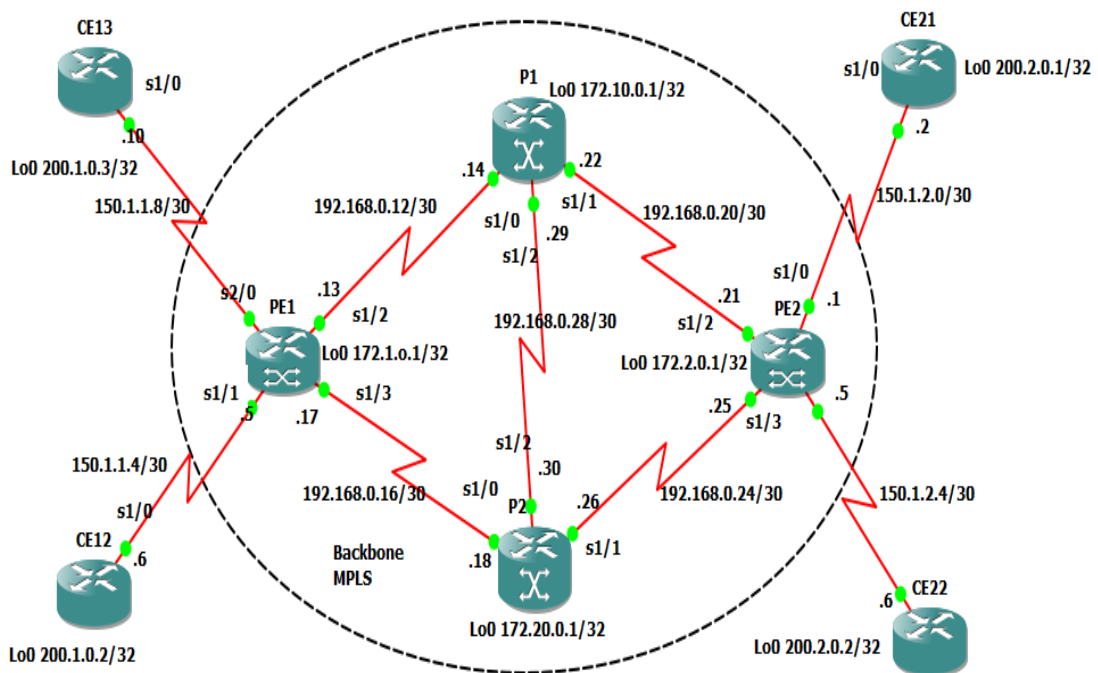 CE13
s1/0
.10
Lo0 200.1.0.3/32
150.1.1.8/30
s2/0
PE1
.13
s1/2
Lo0 172.1.o.1/32
s1/1
.5
.17
s1/3
150.1.1.4/30
s1/0
CE12
.6
Lo0 200.1.0.2/32
P1
Lo0 172.10.0.1/32
.14
.22
s1/0
s1/1
.29
s1/2
192.168.0.12/30
192.168.0.20/30
192.168.0.28/30
192.168.0.16/30
192.168.0.24/30
s1/2
.30
s1/0
P2
.26
s1/1
.18
Lo0 172.20.0.1/32
Backbone
MPLS
CE21
s1/0
Lo0 200.2.0.1/32
.2
150.1.2.0/30
s1/0
.1
.21
PE2
s1/2
Lo0 172.2.0.1/32
.25
s1/3
.5
150.1.2.4/30
CE22
.6
Lo0 200.2.0.2/32